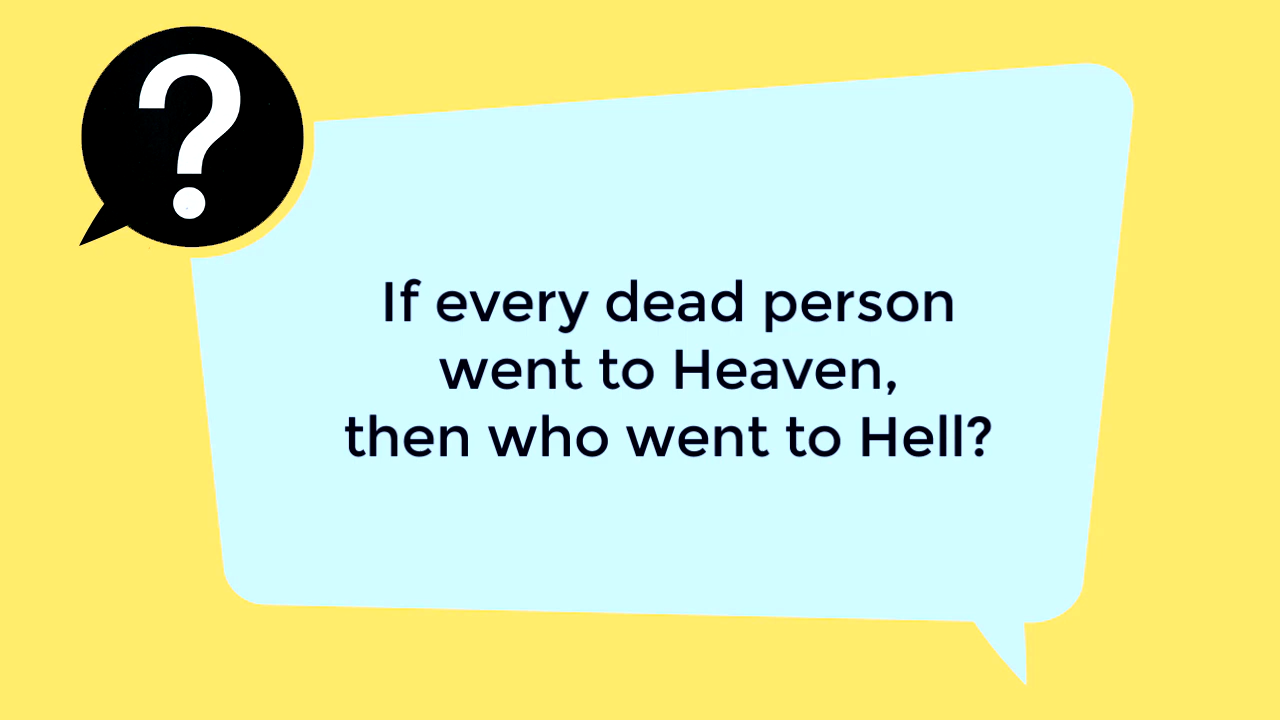 ?
If every dead person
went to Heaven,
then who went to Hell?